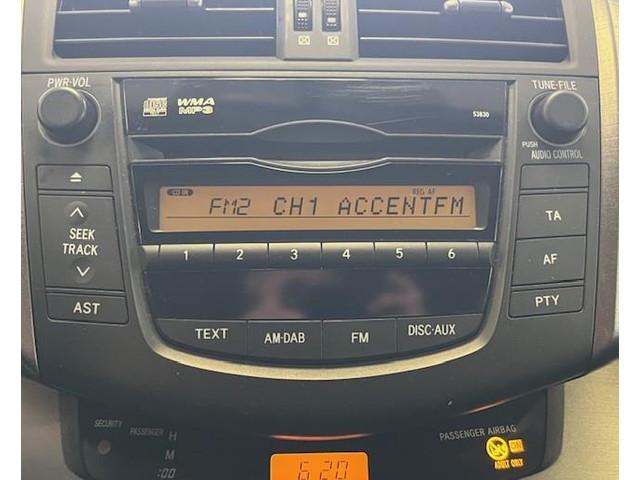 PWR·VOL
TUNE·FILE
WMA
MP3
53830
PUSH
AUDIO CONTROL
CD IN
REG AF
FM2 CH1 ACCENTFM
SEEK
TRACK
TA
1 2 3 4 5 6
AF
AST
PTY
TEXT
AM·DAB
FM
DISC·AUX
SECURITY
PASSENGER
H
M
:00
PASSENGER AIRBAG
ADULT ONLY
6:20